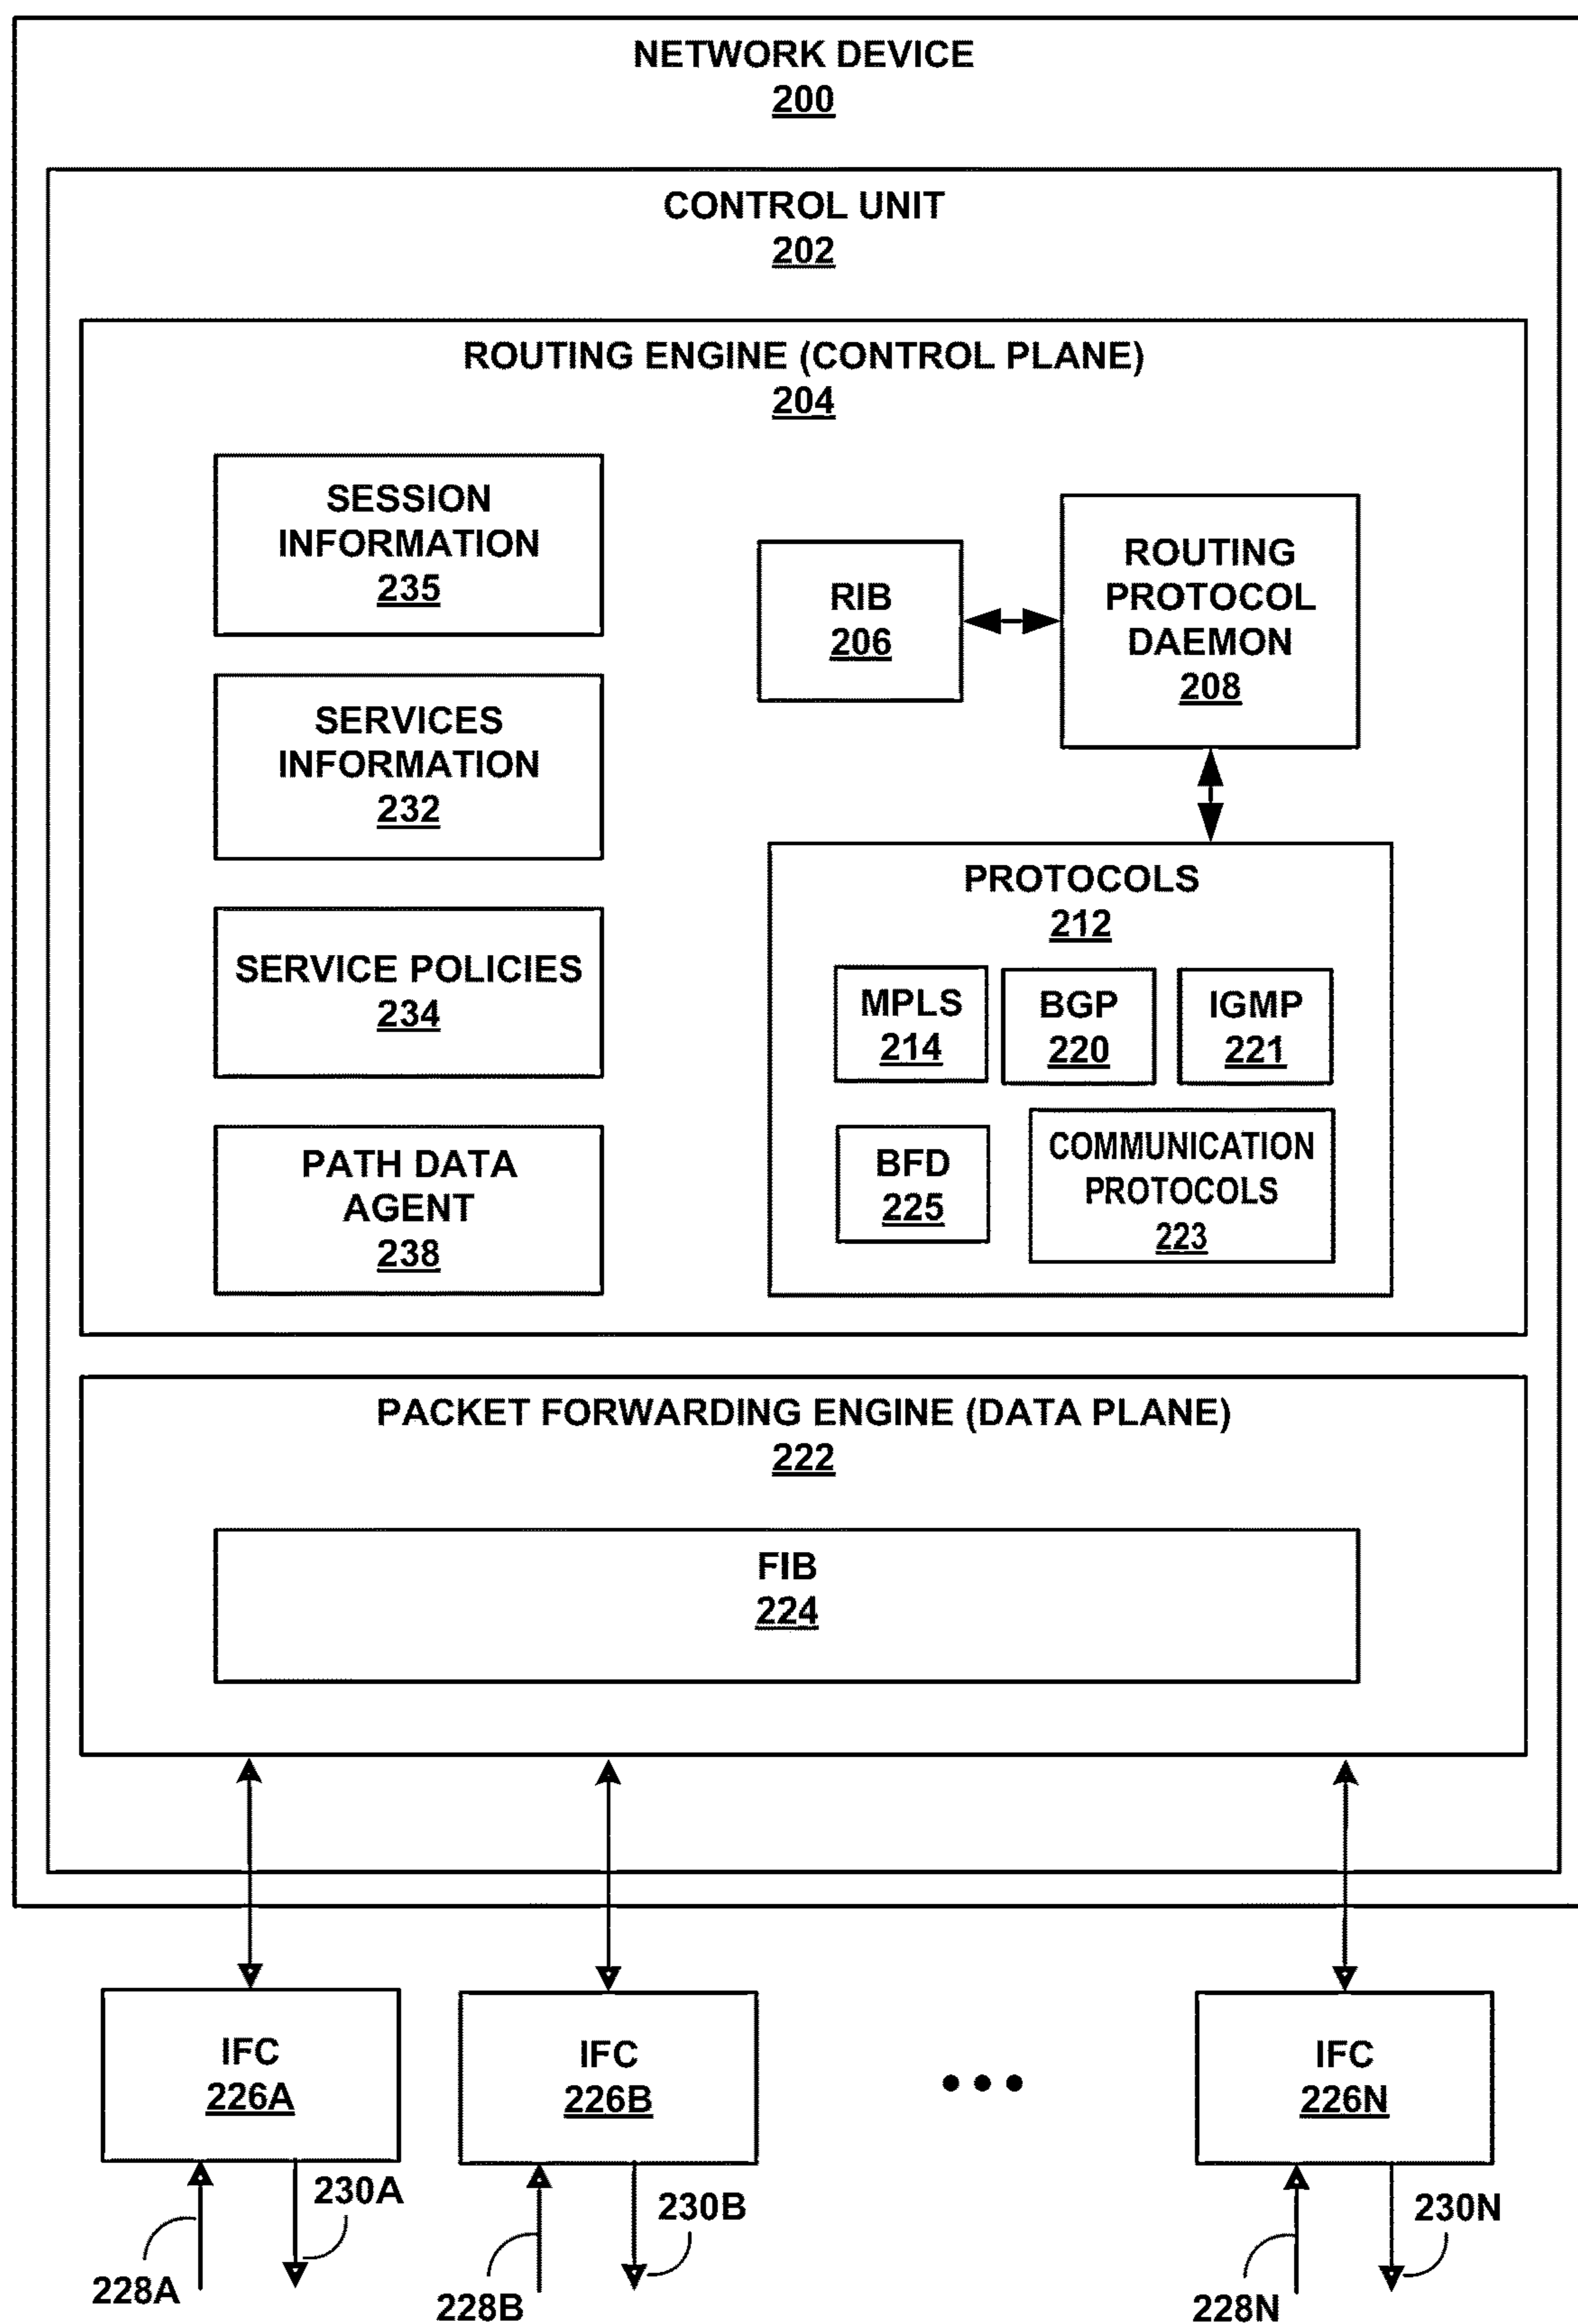 NETWORK DEVICE
200
CONTROL UNIT
202
ROUTING ENGINE (CONTROL PLANE)
204
SESSION
INFORMATION
235
SERVICES
INFORMATION
232
SERVICE POLICIES
234
PATH DATA
AGENT
238
RIB
206
ROUTING
PROTOCOL
DAEMON
208
PROTOCOLS
212
MPLS
214
BGP
220
IGMP
221
BFD
225
COMMUNICATION
PROTOCOLS
223
PACKET FORWARDING ENGINE (DATA PLANE)
222
FIB
224
IFC
226A
IFC
226B
IFC
226N
228A
230A
228B
230B
228N
230N